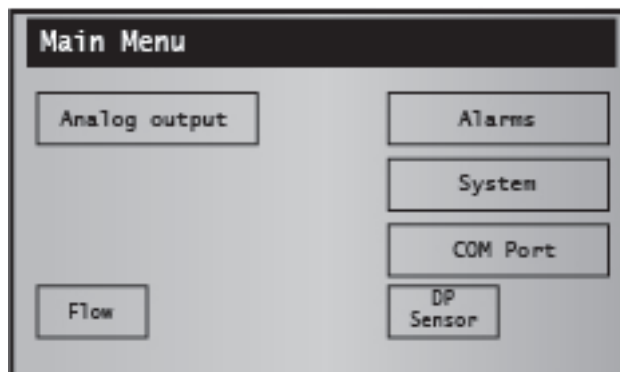 Main Menu
Analog output
Alarms
System
COM Port
Flow
DP
Sensor